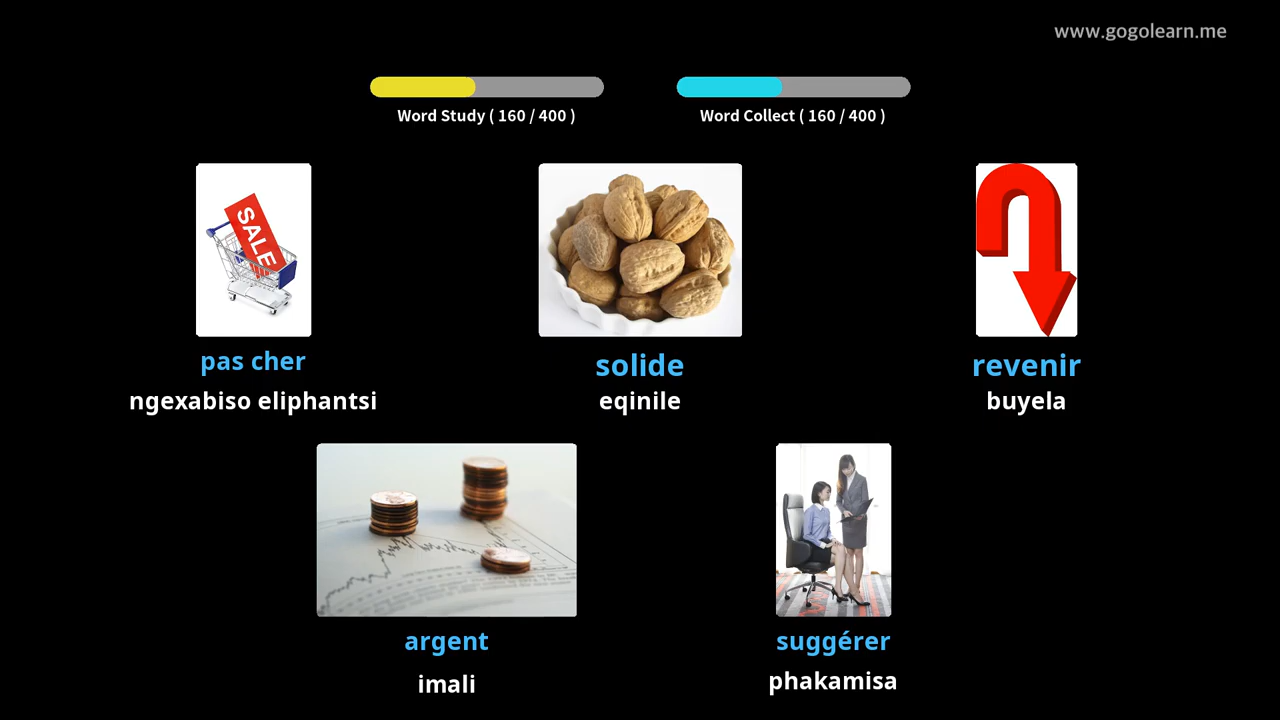 www.gogolearn.me
Word Study ( 160 / 400 )
Word Collect ( 160 / 400 )
SALE
pas cher
ngexabiso eliphantsi
solide
eqinile
revenir
buyela
argent
imali
suggérer
phakamisa